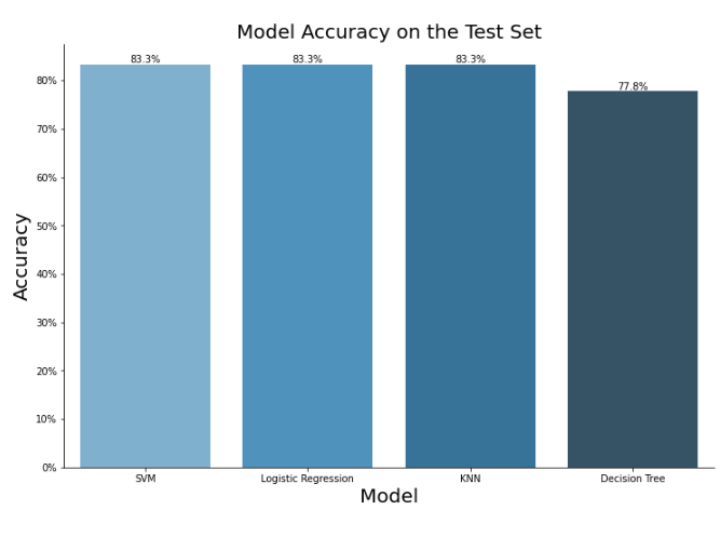 Model Accuracy on the Test Set
83.3%
83.3%
83.3%
77.8%
80%
70%
60%
50%
40%
30%
20%
10%
0%
Accuracy
SVM
Logistic Regression
KNN
Decision Tree
Model